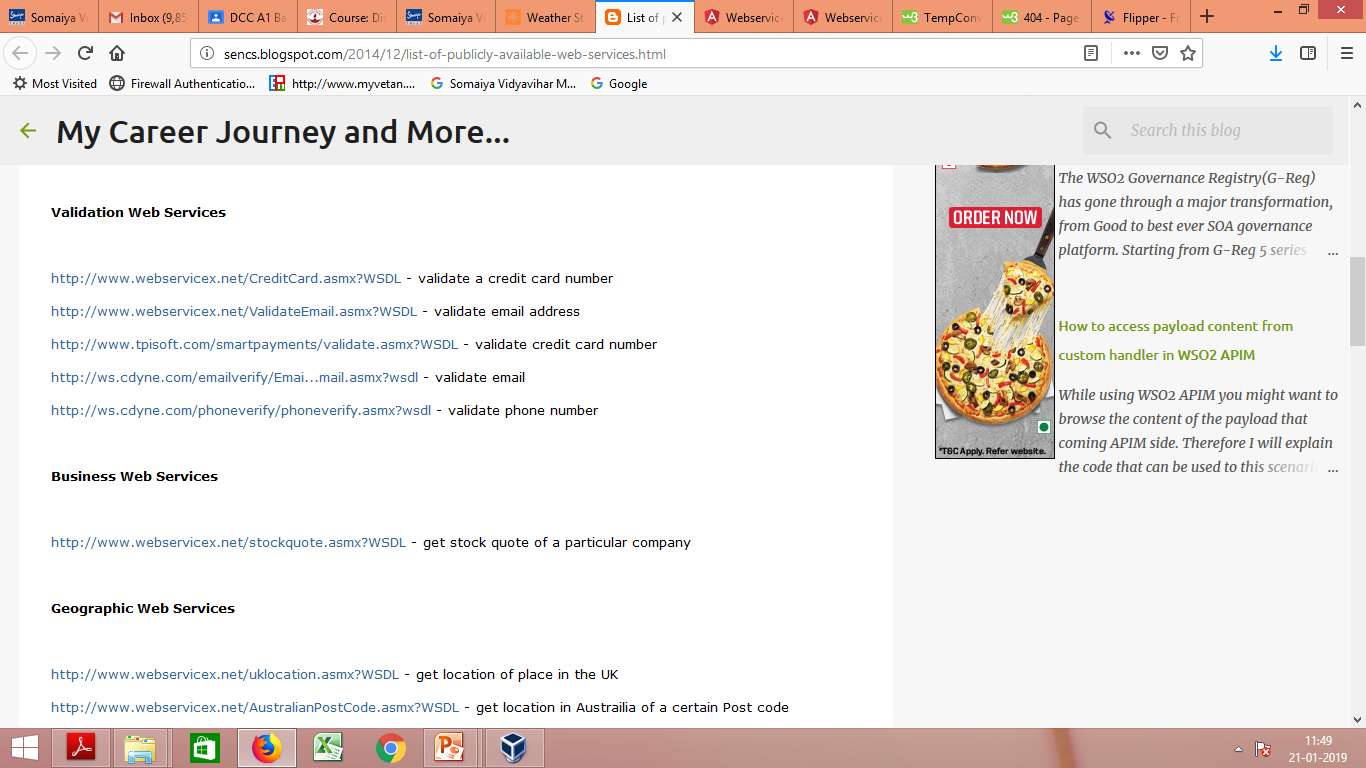 Somaiya Vi
Inbox (9,85
DCC A1 Ba
Course: Dis
Somaiya Vi
Weather St
List of p
Webservice
Webservice
TempConv
404 - Page
Flipper - Fr
sencs.blogspot.com/2014/12/list-of-publicly-available-web-services.html
Most Visited
Firewall Authenticatio...
http://www.myvetan....
Somaiya Vidyavihar M...
Google
My Career Journey and More...
Search this blog
Validation Web Services
http://www.webservicex.net/CreditCard.asmx?WSDL - validate a credit card number
http://www.webservicex.net/ValidateEmail.asmx?WSDL - validate email address
http://www.tpisoft.com/smartpayments/validate.asmx?WSDL - validate credit card number
http://ws.cdyne.com/emailverify/Emai...mail.asmx?wsdl - validate email
http://ws.cdyne.com/phoneverify/phoneverify.asmx?wsdl - validate phone number
Business Web Services
http://www.webservicex.net/stockquote.asmx?WSDL - get stock quote of a particular company
Geographic Web Services
http://www.webservicex.net/uklocation.asmx?WSDL - get location of place in the UK
http://www.webservicex.net/AustralianPostCode.asmx?WSDL - get location in Austrailia of a certain Post code
ORDER NOW
*T&C Apply. Refer website.
The WSO2 Governance Registry(G-Reg)
has gone through a major transformation,
from Good to best ever SOA governance
platform. Starting from G-Reg 5 series ...
How to access payload content from
custom handler in WSO2 APIM
While using WSO2 APIM you might want to
browse the content of the payload that
coming APIM side. Therefore I will explain
the code that can be used to this scenario ...
11:49
21-01-2019